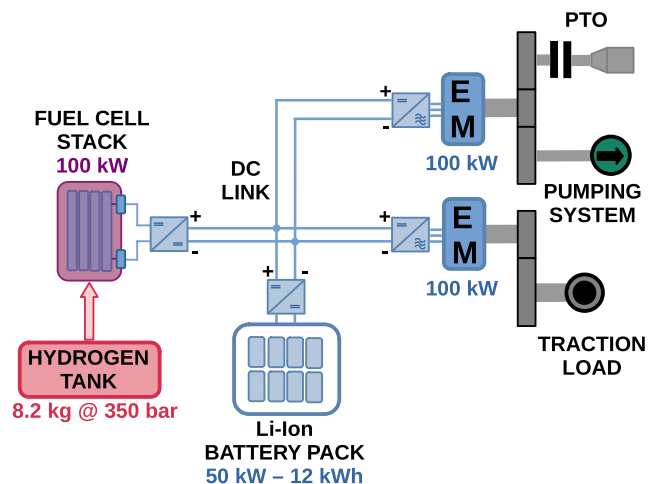 PTO
E
M
100 kW
FUEL CELL
STACK
100 kW
DC
LINK
+
-
PUMPING
SYSTEM
+
-
+
-
E
M
100 kW
+
-
TRACTION
LOAD
HYDROGEN
TANK
8.2 kg @ 350 bar
Li-Ion
BATTERY PACK
50 kW – 12 kWh